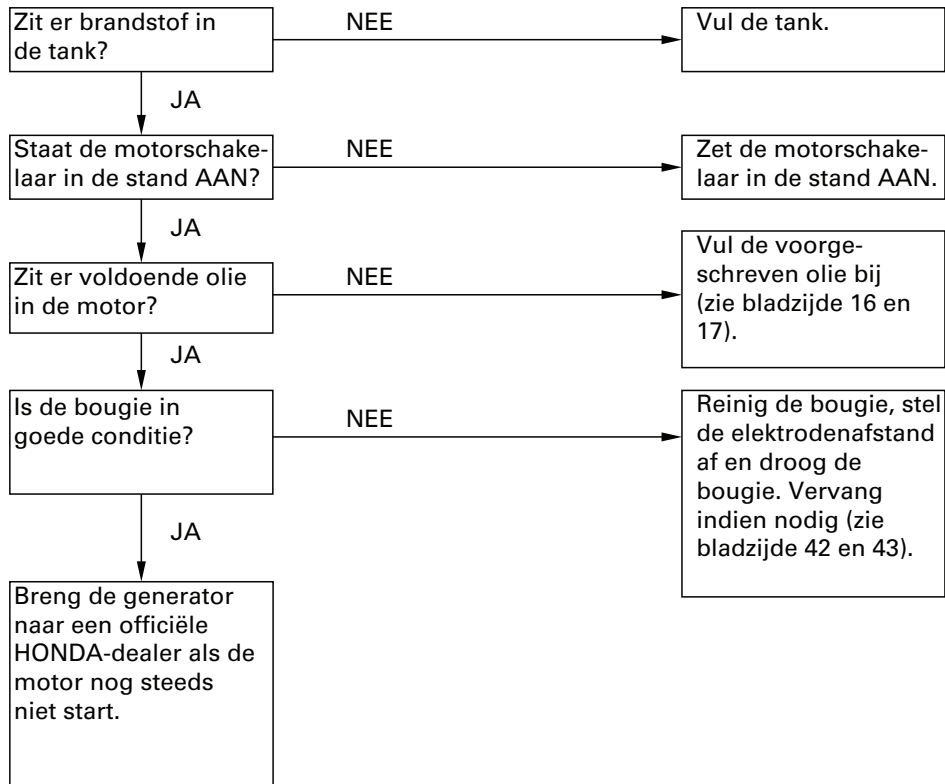 Zit er brandstof in
de tank?
NEE
Vul de tank.
JA
Staat de motorschake-
laar in de stand AAN?
NEE
Zet de motorschake-
laar in de stand AAN.
JA
Zit er voldoende olie
in de motor?
NEE
Vul de voorge-
schreven olie bij
(zie bladzijde 16 en
17).
JA
Is de bougie in
goede conditie?
NEE
Reinig de bougie, stel
de elektrodenafstand
af en droog de
bougie. Vervang
indien nodig (zie
bladzijde 42 en 43).
JA
Breng de generator
naar een officiële
HONDA-dealer als de
motor nog steeds
niet start.